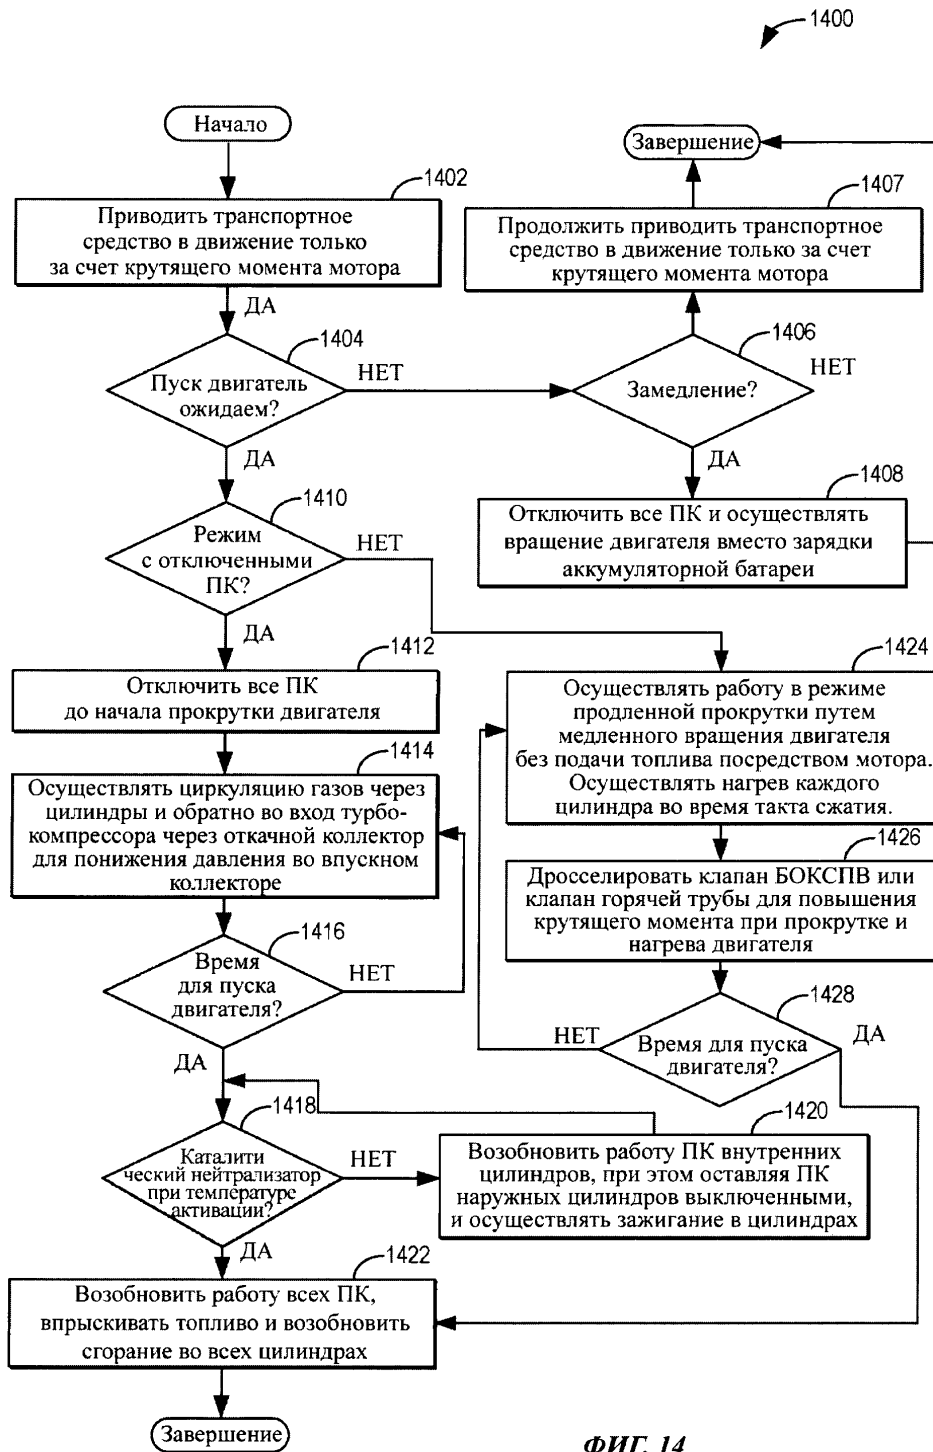 1400
Начало
1402
Приводить транспортное
средство в движение только
за счет крутящего момента мотора
ДА
1404
Пуск двигатель
ожидаем?
НЕТ
ДА
Завершение
1407
Продолжить приводить транспортное
средство в движение только за счет
крутящего момента мотора
1406
Замедление?
НЕТ
ДА
1408
Отключить все ПК и осуществлять
вращение двигателя вместо зарядки
аккумуляторной батареи
1410
Режим
с отключенными
ПК?
НЕТ
ДА
1412
Отключить все ПК
до начала прокрутки двигателя
1414
Осуществлять циркуляцию газов через
цилиндры и обратно во вход турбо-
компрессора через откачной коллектор
для понижения давления во впускном
коллекторе
1416
Время
для пуска
двигателя?
НЕТ
ДА
1424
Осуществлять работу в режиме
продленной прокрутки путем
медленного вращения двигателя
без подачи топлива посредством мотора.
Осуществлять нагрев каждого
цилиндра во время такта сжатия.
1426
Дросселировать клапан БОКСПВ или
клапан горячей трубы для повышения
крутящего момента при прокрутке и
нагрева двигателя
1428
Время для пуска
двигателя?
НЕТ
ДА
1418
Каталити
ческий нейтрализатор
при температуре
активации?
НЕТ
ДА
1420
Возобновить работу ПК внутренних
цилиндров, при этом оставляя ПК
наружных цилиндров выключенными,
и осуществлять зажигание в цилиндрах
1422
Возобновить работу всех ПК,
впрыскивать топливо и возобновить
сгорание во всех цилиндрах
Завершение
ФИГ. 14